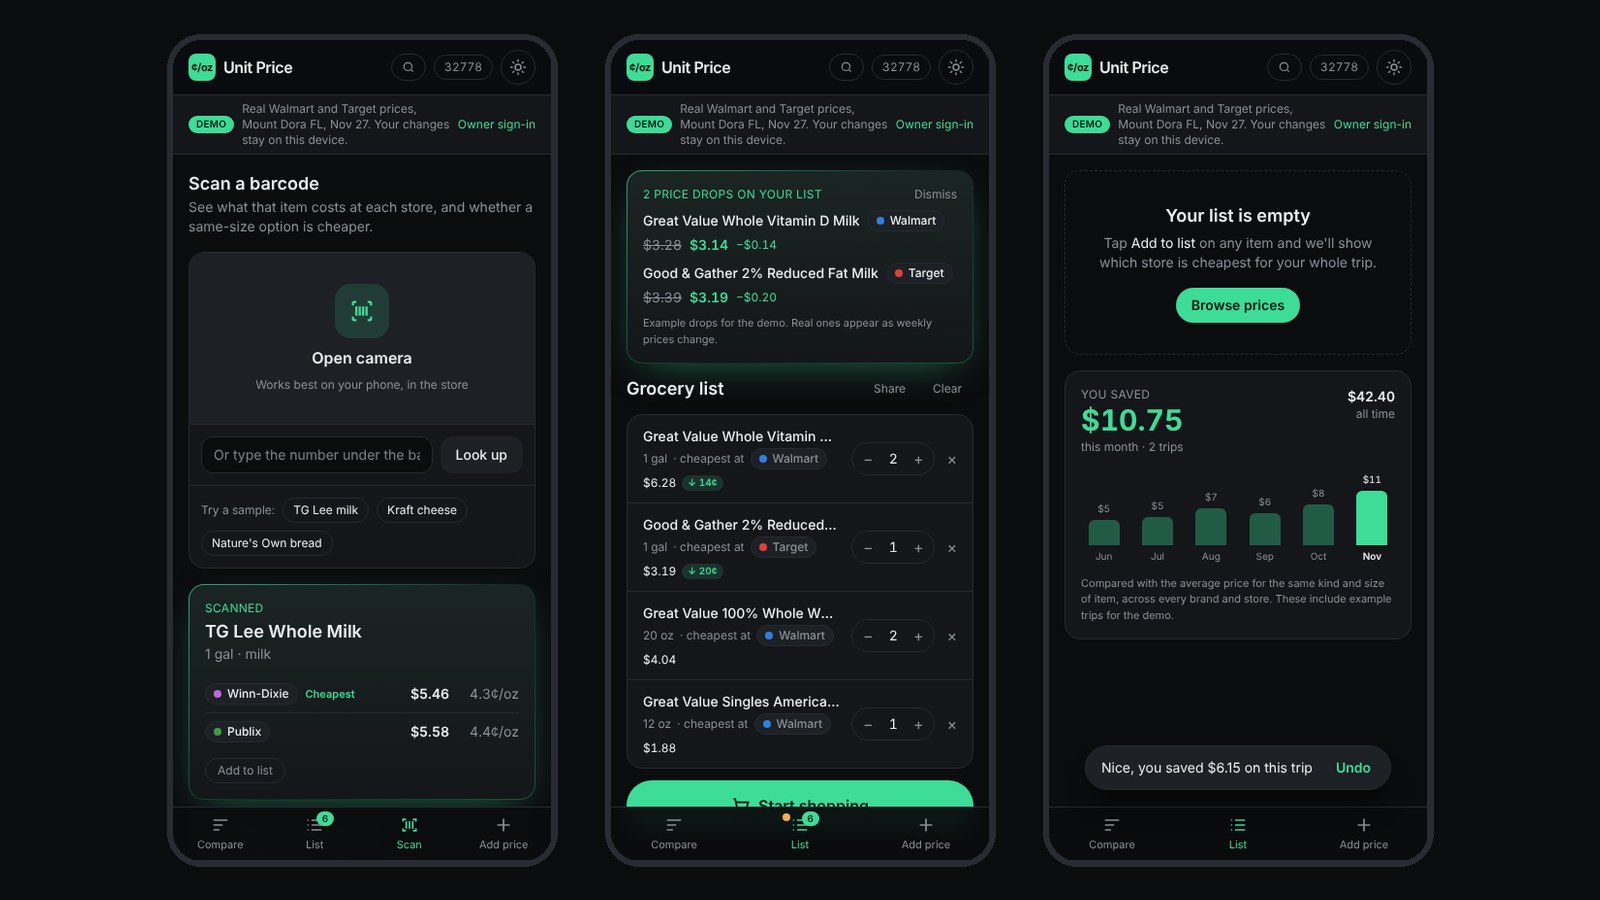 ¢/oz Unit Price 32778
DEMO
Real Walmart and Target prices,
Mount Dora FL, Nov 27. Your changes
stay on this device.
Owner sign-in
Scan a barcode
See what that item costs at each store, and whether a
same-size option is cheaper.
Open camera
Works best on your phone, in the store
Or type the number under the ba
Look up
Try a sample: TG Lee milk Kraft cheese
Nature's Own bread
SCANNED
TG Lee Whole Milk
1 gal · milk
Winn-Dixie Cheapest $5.46 4.3¢/oz
Publix $5.58 4.4¢/oz
Add to list
6
Compare List Scan Add price
¢/oz Unit Price 32778
DEMO
Real Walmart and Target prices,
Mount Dora FL, Nov 27. Your changes
stay on this device.
Owner sign-in
2 PRICE DROPS ON YOUR LIST Dismiss
Great Value Whole Vitamin D Milk Walmart
$3.28 $3.14 −$0.14
Good & Gather 2% Reduced Fat Milk Target
$3.39 $3.19 −$0.20
Example drops for the demo. Real ones appear as weekly
prices change.
Grocery list Share Clear
Great Value Whole Vitamin ...
1 gal · cheapest at Walmart − 2 + ×
$6.28 ↓ 14¢
Good & Gather 2% Reduced...
1 gal · cheapest at Target − 1 + ×
$3.19 ↓ 20¢
Great Value 100% Whole W...
20 oz · cheapest at Walmart − 2 + ×
$4.04
Great Value Singles America...
12 oz · cheapest at Walmart − 1 + ×
$1.88
Start shopping
6
Compare List Add price
¢/oz Unit Price 32778
DEMO
Real Walmart and Target prices,
Mount Dora FL, Nov 27. Your changes
stay on this device.
Owner sign-in
Your list is empty
Tap Add to list on any item and we'll show
which store is cheapest for your whole trip.
Browse prices
YOU SAVED $42.40
$10.75 all time
this month · 2 trips
$5 $5 $7 $6 $8 $11
Jun Jul Aug Sep Oct Nov
Compared with the average price for the same kind and size
of item, across every brand and store. These include example
trips for the demo.
Nice, you saved $6.15 on this trip Undo
Compare List Add price